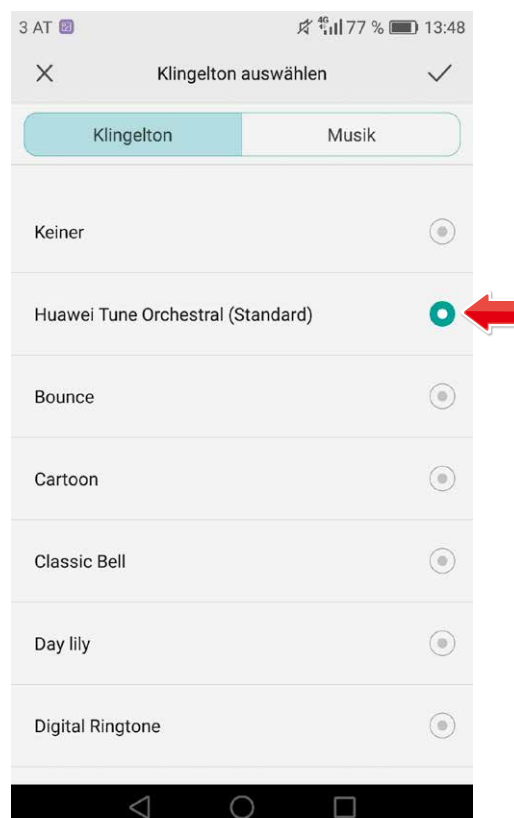 3 AT 4G 77 % 13:48
Klingelton auswählen
Klingelton Musik
Keiner
Huawei Tune Orchestral (Standard)
Bounce
Cartoon
Classic Bell
Day lily
Digital Ringtone